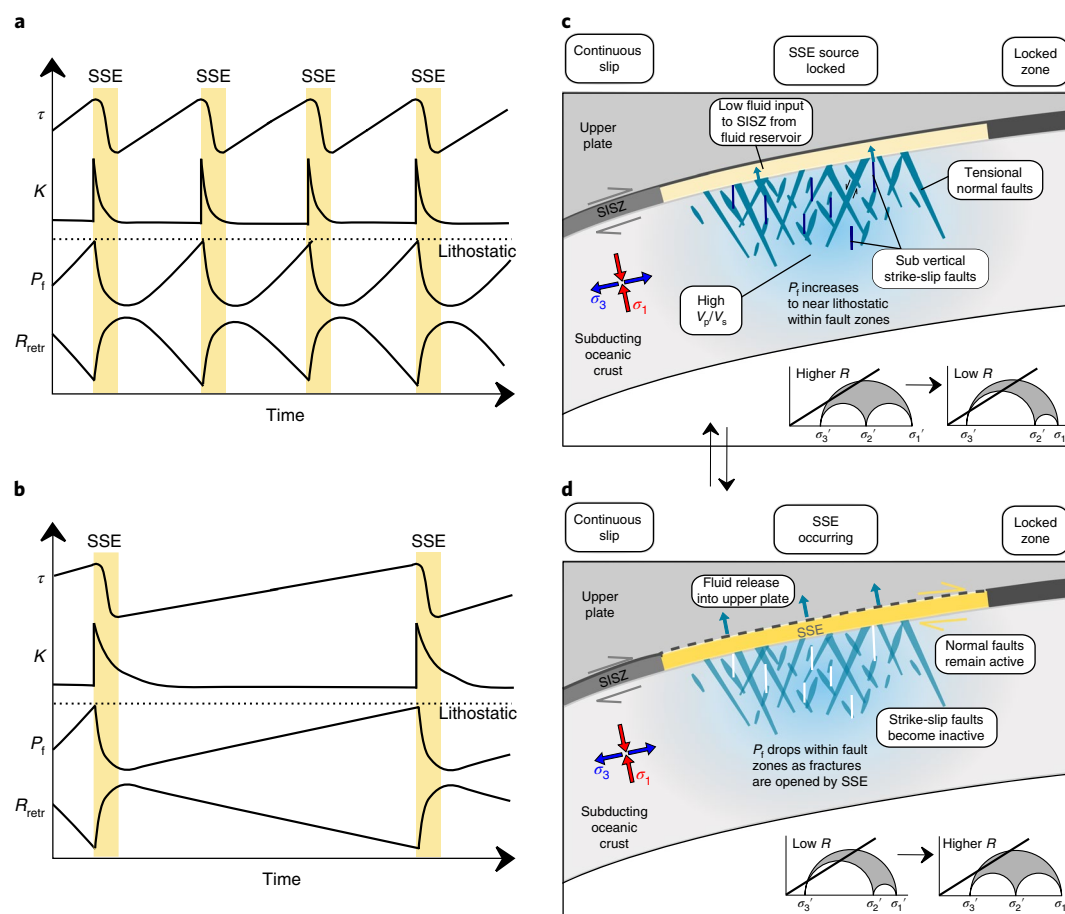 a
SSE
SSE
SSE
SSE
τ
K
Lithostatic
Pf
Rretr
Time
b
SSE
SSE
τ
K
Lithostatic
Pf
Rretr
Time
c
Continuous
slip
SSE source
locked
Locked
zone
Upper
plate
Low fluid input
to SISZ from
fluid reservoir
Tensional
normal faults
SISZ
Sub vertical
strike-slip faults
σ3
σ1
High
Vp/Vs
Pf increases
to near lithostatic
within fault zones
Subducting
oceanic
crust
Higher R
Low R
σ3′
σ2′
σ1′
σ3′
σ2′
σ1
d
Continuous
slip
SSE
occurring
Locked
zone
Upper
plate
Fluid release
into upper plate
SSE
Normal faults
remain active
SISZ
Strike-slip faults
become inactive
σ3
σ1
Pf drops within fault
zones as fractures
are opened by SSE
Subducting
oceanic
crust
Low R
Higher R
σ3′
σ2′
σ1′
σ3′
σ2′
σ1